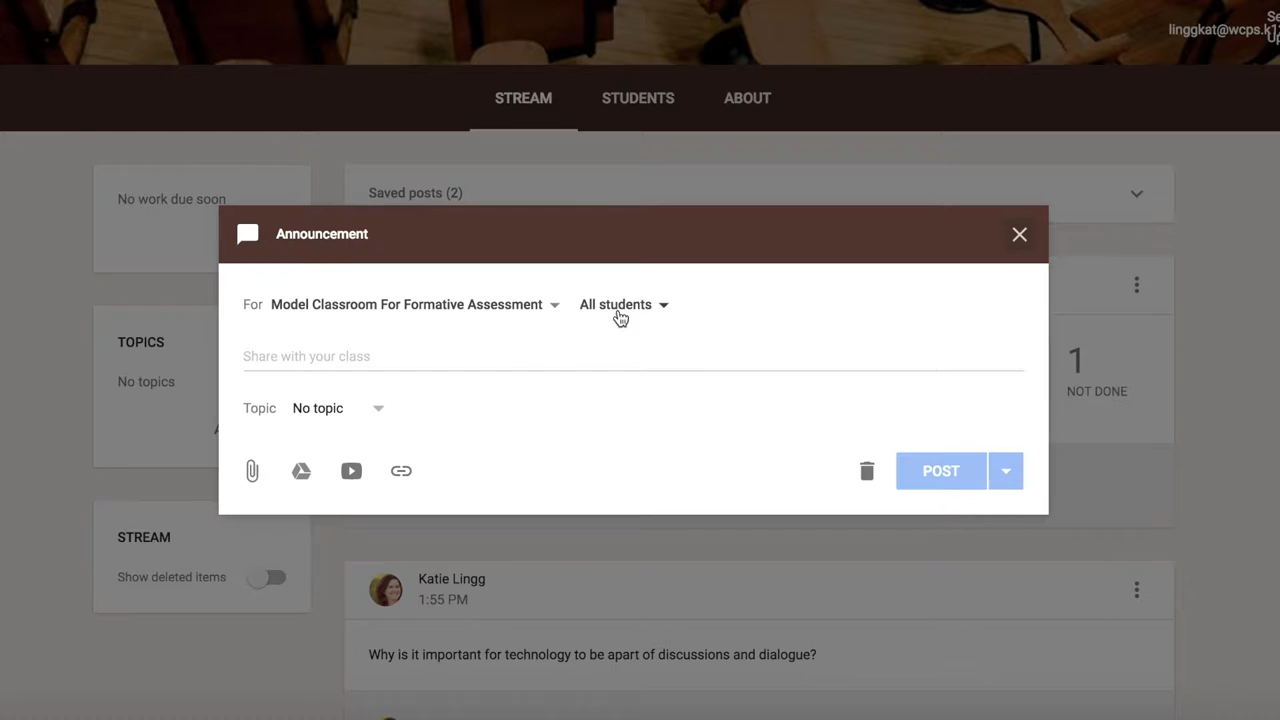 linggkat@wcps.k1
STREAM STUDENTS ABOUT
No work due soon
Saved posts (2)
Announcement
For Model Classroom For Formative Assessment All students
Share with your class
Topic No topic
POST
TOPICS
No topics
1
NOT DONE
STREAM
Show deleted items
Katie Lingg
1:55 PM
Why is it important for technology to be apart of discussions and dialogue?